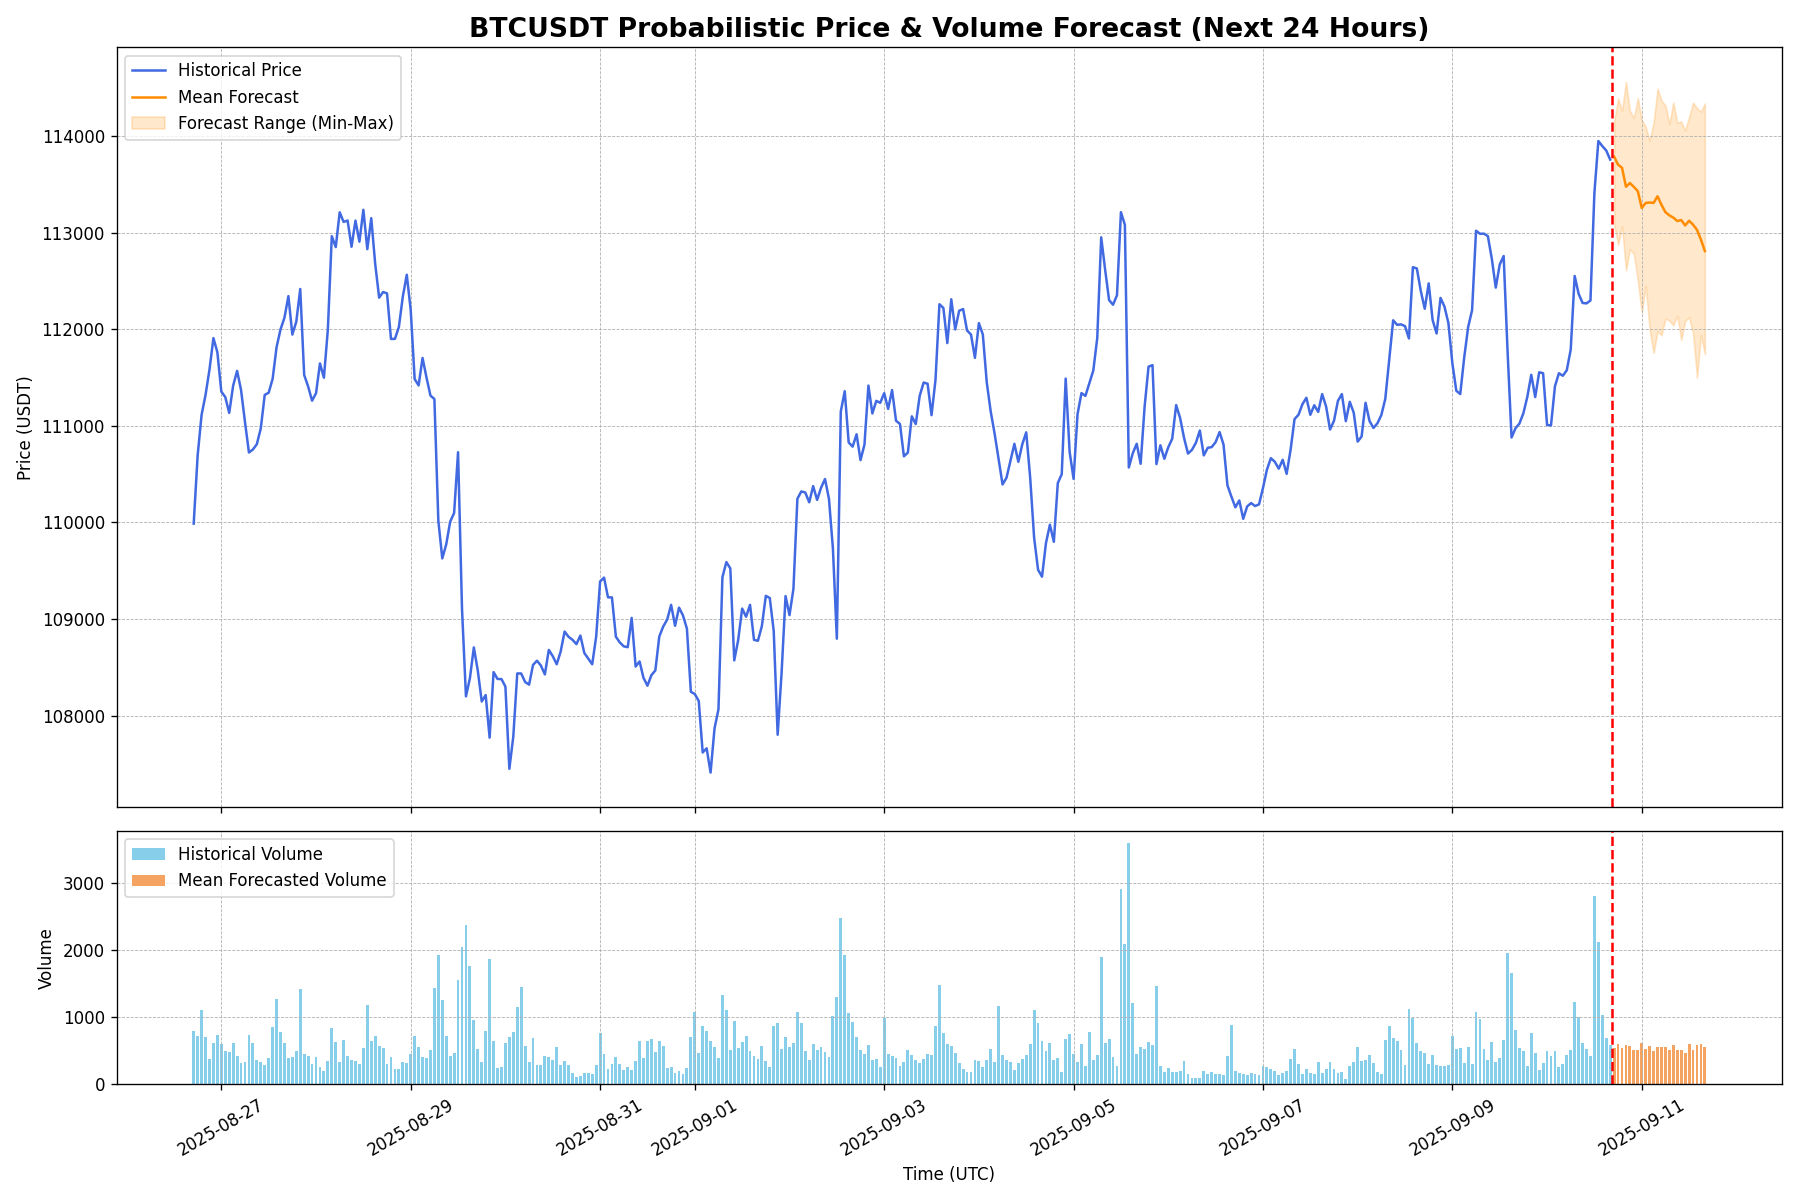 BTCUSDT Probabilistic Price & Volume Forecast (Next 24 Hours)
Historical Price
Mean Forecast
Forecast Range (Min-Max)
114000
113000
112000
111000
110000
109000
108000
Price (USDT)
Historical Volume
Mean Forecasted Volume
3000
2000
1000
0
Volume
2025-08-27
2025-08-29
2025-08-31
2025-09-01
2025-09-03
2025-09-05
2025-09-07
2025-09-09
2025-09-11
Time (UTC)